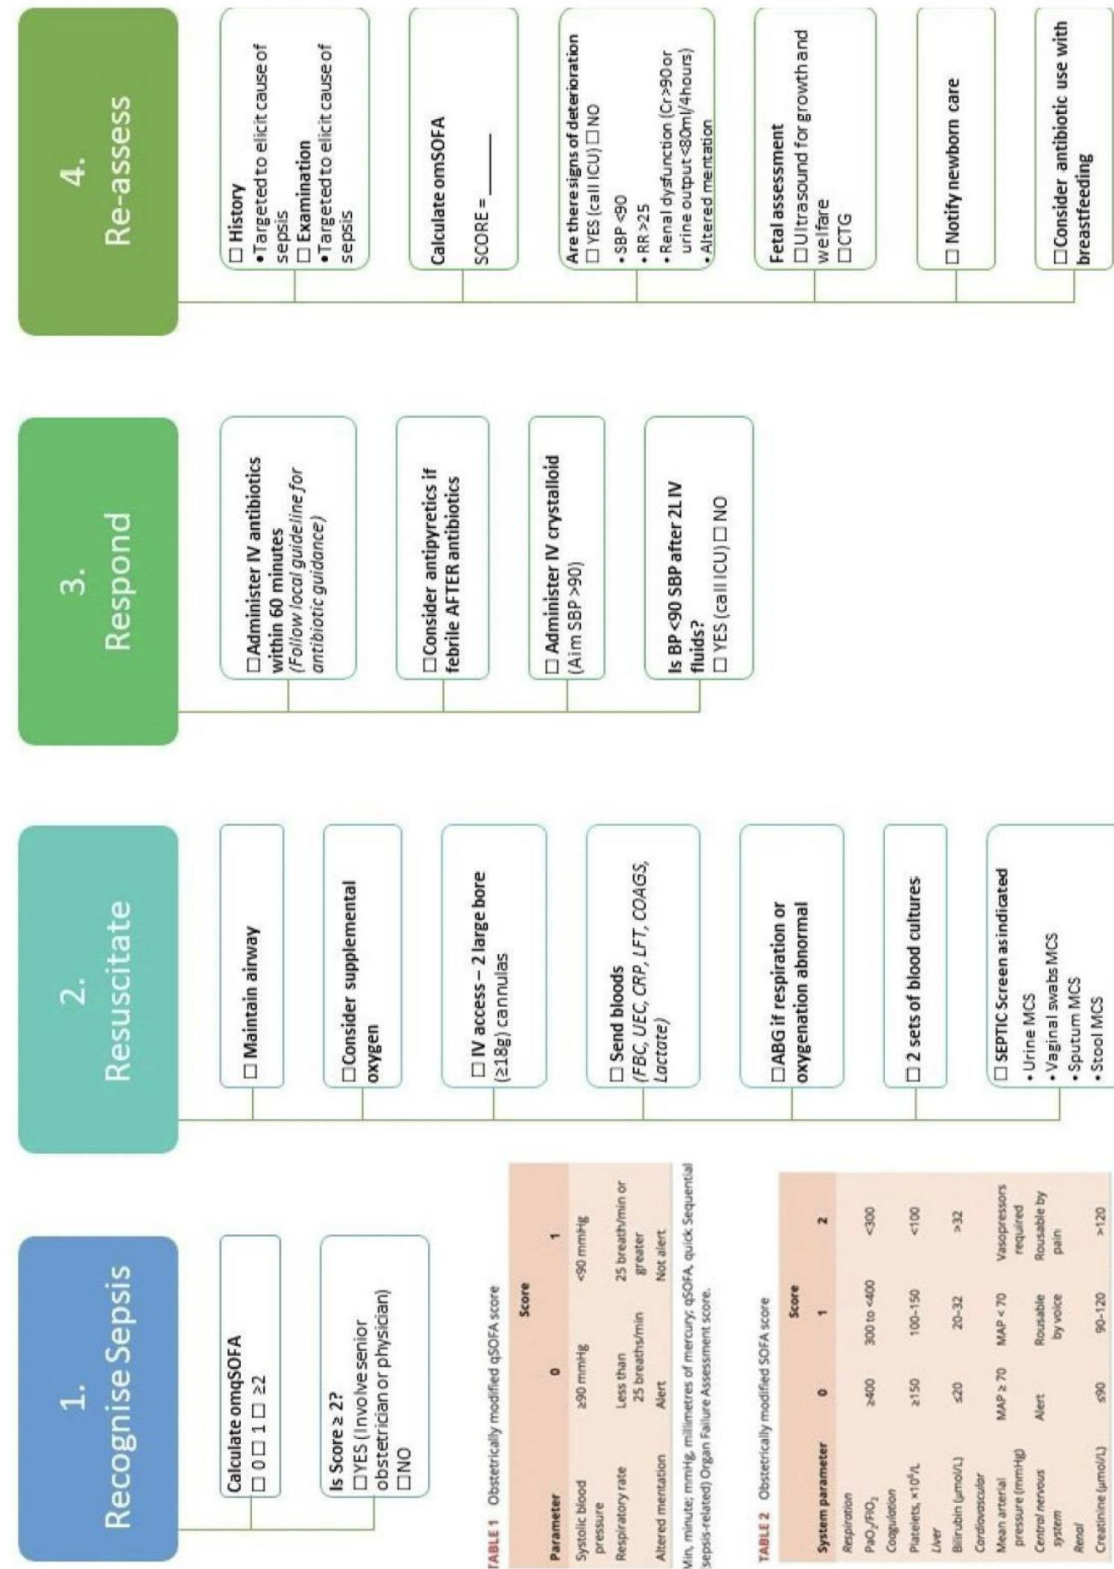 1.
Recognise Sepsis
Calculate omqSOFA
☐ 0 ☐ 1 ☐ ≥2
Is Score ≥ 2?
☐ YES (Involve senior
obstetrician or physician)
☐ NO
TABLE 1 Obstetrically modified qSOFA score
Score
Parameter 0 1
Systolic blood ≥90 mmHg <90 mmHg
pressure
Respiratory rate Less than 25 breath/min or
25 breaths/min greater
Altered mentation Alert Not alert
Min, minute; mmHg, millimetres of mercury; qSOFA, quick Sequential
(sepsis-related) Organ Failure Assessment score.
TABLE 2 Obstetrically modified SOFA score
Score
System parameter 0 1 2
Respiration
PaO₂/FIO₂ ≥400 300 to <400 <300
Coagulation
Platelets, ×10⁶/L ≥150 100–150 <100
Liver
Bilirubin (μmol/L) ≤20 20–32 >32
Cardiovascular
Mean arterial MAP ≥ 70 MAP < 70 Vasopressors
pressure (mmHg) required
Central nervous Alert Rousable Rousable by
system by voice pain
Renal
Creatinine (μmol/L) ≤90 90–120 >120
2.
Resuscitate
☐ Maintain airway
☐ Consider supplemental
oxygen
☐ IV access – 2 large bore
(≥18g) cannulas
☐ Send bloods
(FBC, UEC, CRP, LFT, COAGS,
Lactate)
☐ ABG if respiration or
oxygenation abnormal
☐ 2 sets of blood cultures
☐ SEPTIC Screen as indicated
• Urine MCS
• Vaginal swabs MCS
• Sputum MCS
• Stool MCS
3.
Respond
☐ Administer IV antibiotics
within 60 minutes
(Follow local guideline for
antibiotic guidance)
☐ Consider antipyretics if
febrile AFTER antibiotics
☐ Administer IV crystalloid
(Aim SBP >90)
Is BP <90 SBP after 2L IV
fluids?
☐ YES (call ICU) ☐ NO
4.
Re-assess
☐ History
• Targeted to elicit cause of
sepsis
☐ Examination
• Targeted to elicit cause of
sepsis
Calculate omSOFA
SCORE = ______
Are there signs of deterioration
☐ YES (call ICU) ☐ NO
• SBP <90
• RR >25
• Renal dysfunction (Cr >90 or
urine output <80ml/4hours)
• Altered mentation
Fetal assessment
☐ Ultrasound for growth and
welfare
☐ CTG
☐ Notify newborn care
☐ Consider antibiotic use with
breastfeeding